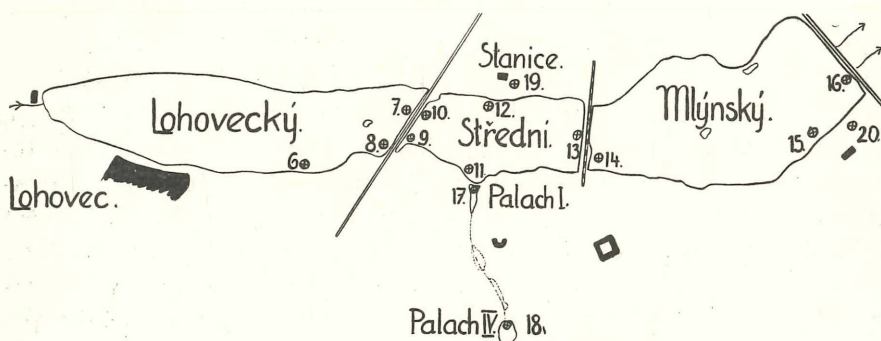 Stanice.
19.
16.
Lohovecký.
7.
10.
12.
Mlýnský.
8.
9.
Střední.
13.
14.
15.
20.
6.
11.
Lohovec.
17.
Palach I.
Palach IV.
18.